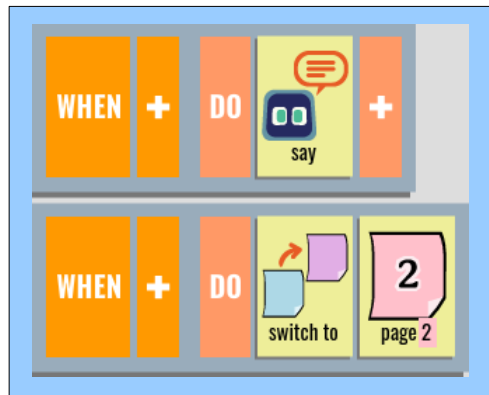 WHEN + DO +
say
WHEN + DO 2
switch to page 2